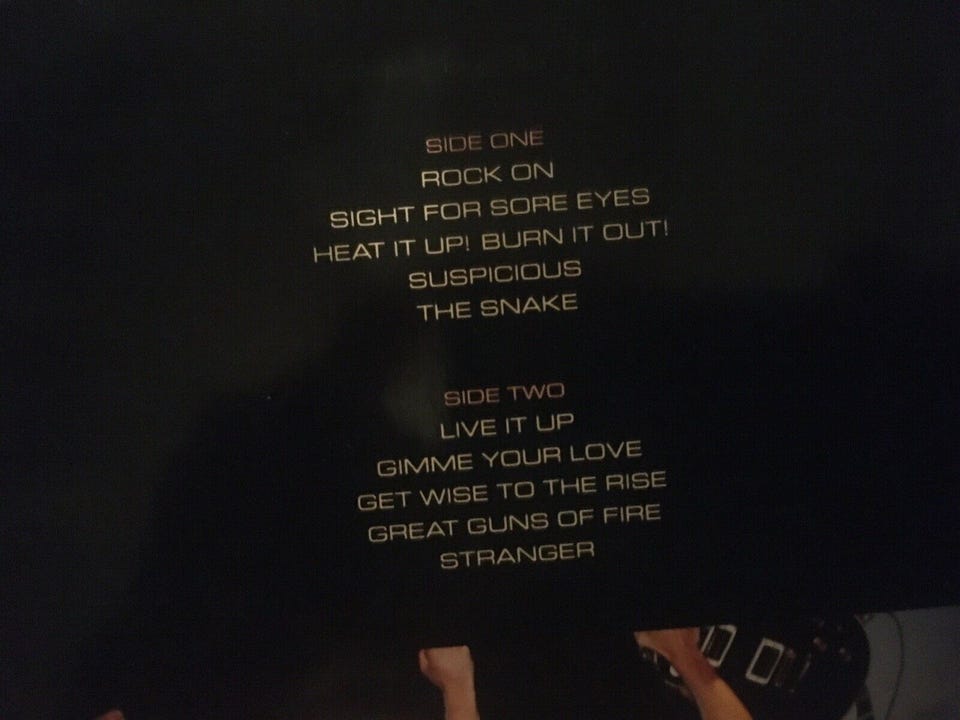 SIDE ONE
ROCK ON
SIGHT FOR SORE EYES
HEAT IT UP! BURN IT OUT!
SUSPICIOUS
THE SNAKE
SIDE TWO
LIVE IT UP
GIMME YOUR LOVE
GET WISE TO THE RISE
GREAT GUNS OF FIRE
STRANGER